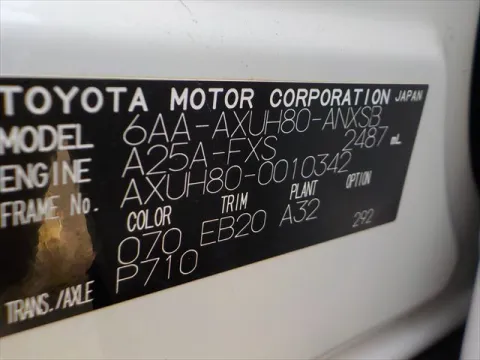 TOYOTA MOTOR CORPORATION JAPAN
MODEL 6AA-AXUH80-ANXSB
ENGINE A25A-FXS 2487 mL
FRAME No. AXUH80-0010342
COLOR TRIM PLANT OPTION
070 EB20 A32 292
TRANS./AXLE P710